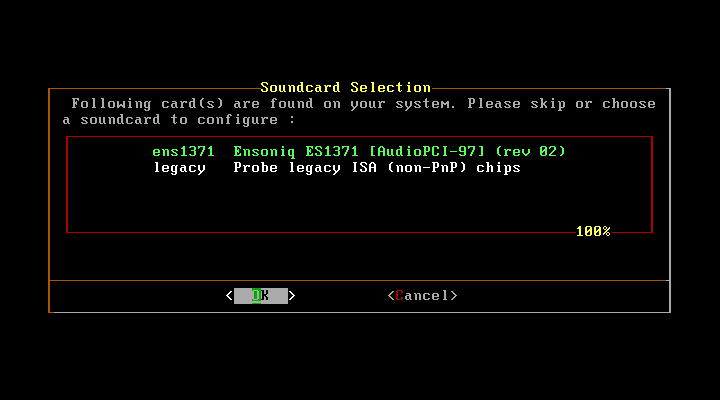 Soundcard Selection
Following card(s) are found on your system. Please skip or choose
a soundcard to configure :
ens1371 Ensoniq ES1371 [AudioPCI-97] (rev 02)
legacy Probe legacy ISA (non-PnP) chips
100%
< OK > <Cancel>